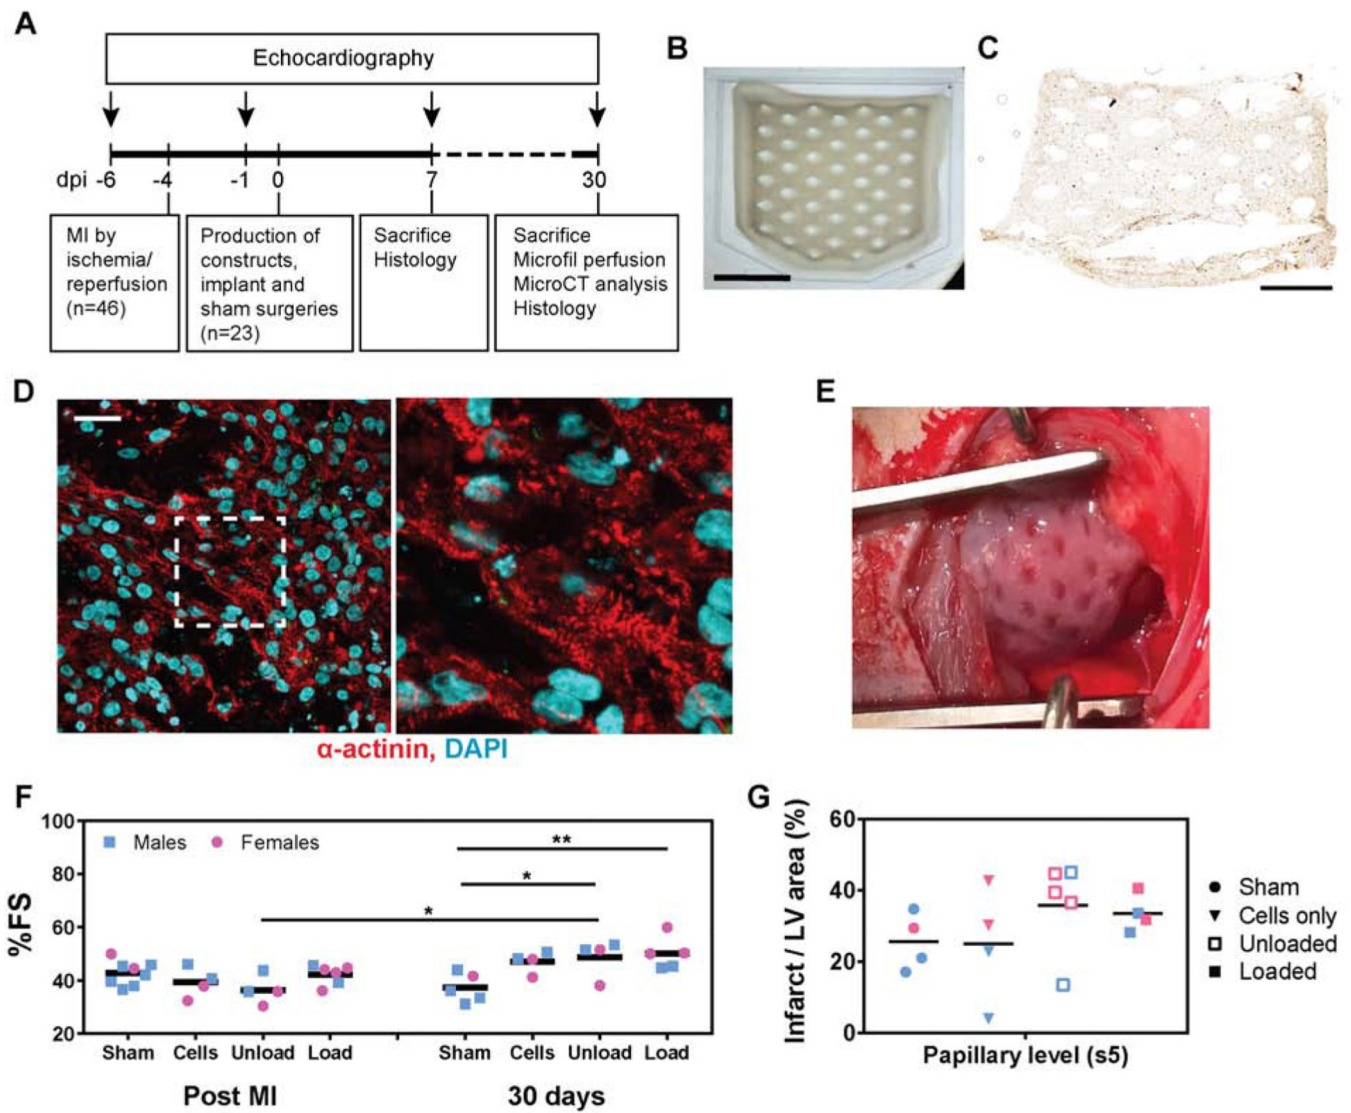 A
Echocardiography
dpi -6 -4 -1 0 7 30
MI by
ischemia/
reperfusion
(n=46)
Production of
constructs,
implant and
sham surgeries
(n=23)
Sacrifice
Histology
Sacrifice
Microfil perfusion
MicroCT analysis
Histology
B
C
D
α-actinin, DAPI
E
F
100
80
60
40
20
%FS
Males Females
**
*
*
Sham Cells Unload Load Sham Cells Unload Load
Post MI 30 days
G
Infarct / LV area (%)
60
40
20
0
Papillary level (s5)
Sham
Cells only
Unloaded
Loaded